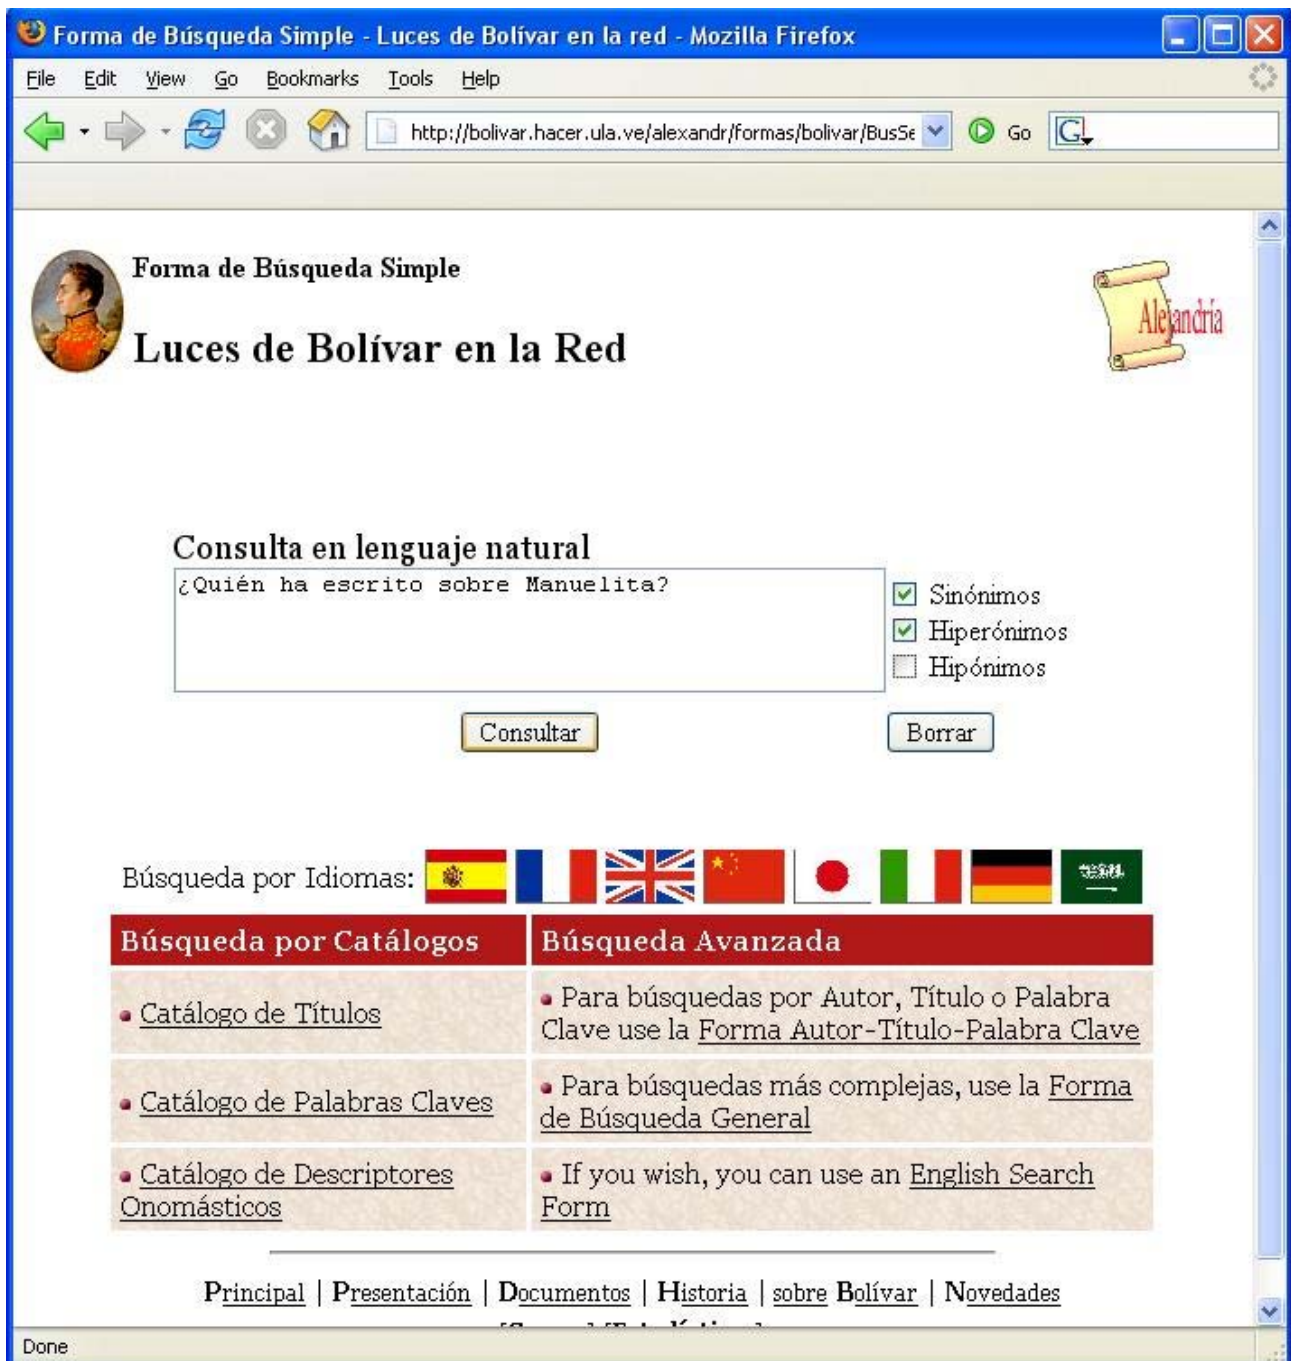 Forma de Búsqueda Simple - Luces de Bolívar en la red - Mozilla Firefox
File Edit View Go Bookmarks Tools Help
http://bolivar.hacer.ula.ve/alexandr/formas/bolivar/BusSe Go G
Forma de Búsqueda Simple
Luces de Bolívar en la Red
Alejandría
Consulta en lenguaje natural
¿Quién ha escrito sobre Manuelita?
Sinónimos
Hiperónimos
Hipónimos
Consultar Borrar
Búsqueda por Idiomas:
Búsqueda por Catálogos
Catálogo de Títulos
Catálogo de Palabras Claves
Catálogo de Descriptores
Onomásticos
Búsqueda Avanzada
Para búsquedas por Autor, Título o Palabra
Clave use la Forma Autor-Título-Palabra Clave
Para búsquedas más complejas, use la Forma
de Búsqueda General
If you wish, you can use an English Search
Form
Principal | Presentación | Documentos | Historia | sobre Bolívar | Novedades
Done